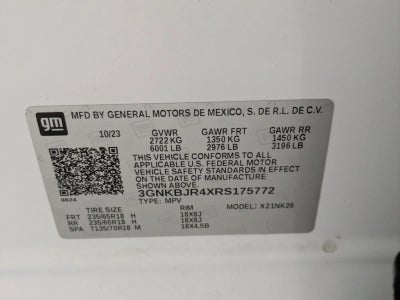 gm
MFD BY GENERAL MOTORS DE MEXICO, S. DE R.L. DE C.V.
10/23 GVWR GAWR FRT GAWR RR
2722 KG 1350 KG 1450 KG
6001 LB 2976 LB 3196 LB
THIS VEHICLE CONFORMS TO ALL
APPLICABLE U.S. FEDERAL MOTOR
VEHICLE SAFETY STANDARDS IN EFFECT ON
THE DATE OF MANUFACTURE SHOWN ABOVE.
3GNKBJR4XRS175772
TYPE: MPV MODEL: X21NK26
6624
TIRE SIZE RIM
FRT 235/65R18 H 18X8J
RR 235/65R18 H 18X8J
SPA T135/70R18 M 18X4.5B